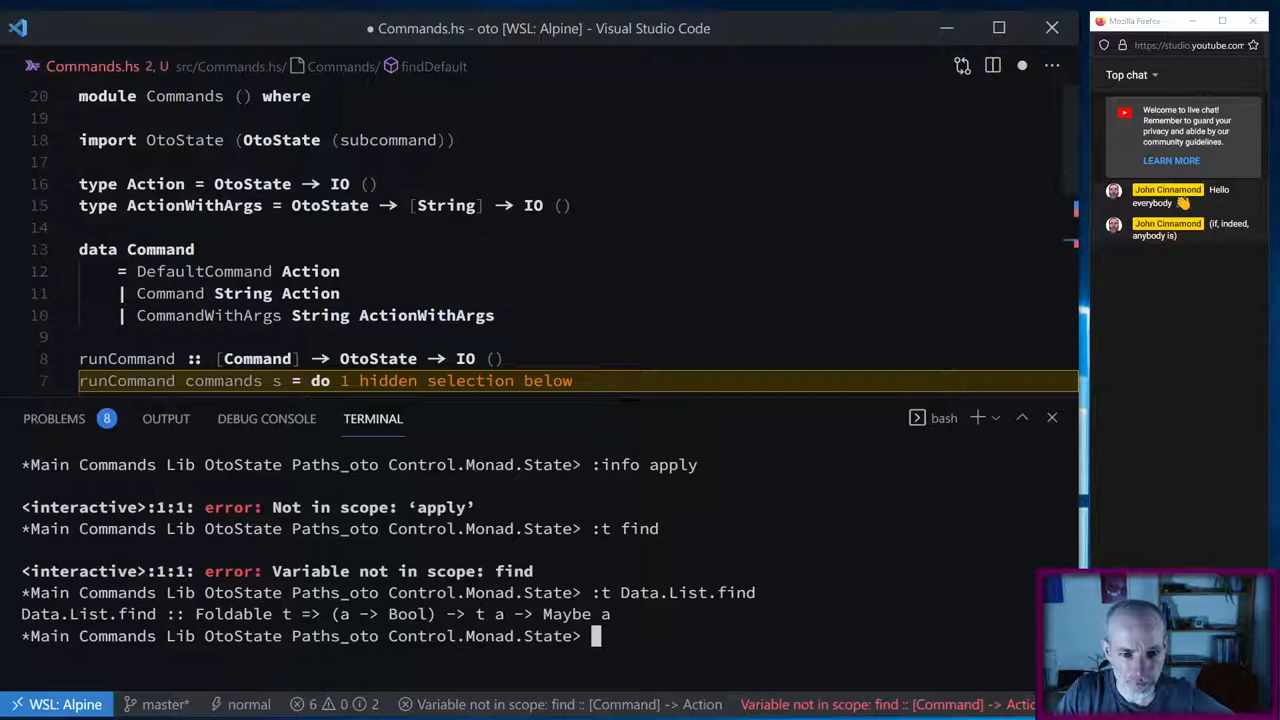 ● Commands.hs - oto [WSL: Alpine] - Visual Studio Code
Commands.hs 2, U src/Commands.hs/ Commands/ findDefault
20 module Commands () where
19
18 import OtoState (OtoState (subcommand))
17
16 type Action = OtoState → IO ()
15 type ActionWithArgs = OtoState → [String] → IO ()
14
13 data Command
12 = DefaultCommand Action
11 | Command String Action
10 | CommandWithArgs String ActionWithArgs
9
8 runCommand :: [Command] → OtoState → IO ()
7 runCommand commands s = do 1 hidden selection below
PROBLEMS 8 OUTPUT DEBUG CONSOLE TERMINAL bash
*Main Commands Lib OtoState Paths_oto Control.Monad.State> :info apply
<interactive>:1:1: error: Not in scope: ‘apply’
*Main Commands Lib OtoState Paths_oto Control.Monad.State> :t find
<interactive>:1:1: error: Variable not in scope: find
*Main Commands Lib OtoState Paths_oto Control.Monad.State> :t Data.List.find
Data.List.find :: Foldable t => (a -> Bool) -> t a -> Maybe a
*Main Commands Lib OtoState Paths_oto Control.Monad.State>
WSL: Alpine master* normal 6 0 2 Variable not in scope: find :: [Command] -> Action Variable not in scope: find :: [Command] -> Actio
Mozilla Firefox
https://studio.youtube.com
Top chat
Welcome to live chat!
Remember to guard your
privacy and abide by our
community guidelines.
LEARN MORE
John Cinnamond Hello
everybody 👋
John Cinnamond (if, indeed,
anybody is)